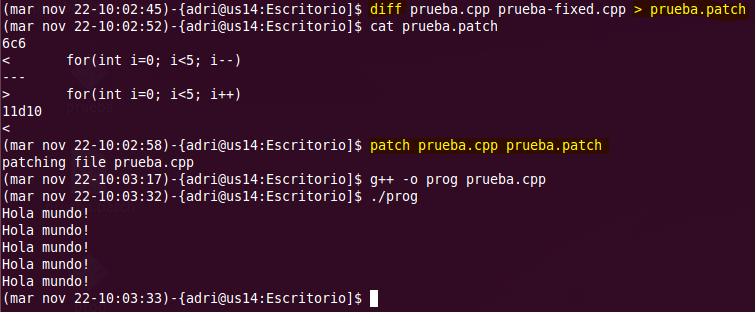 (mar nov 22-10:02:45)-{adri@us14:Escritorio}$ diff prueba.cpp prueba-fixed.cpp > prueba.patch
(mar nov 22-10:02:52)-{adri@us14:Escritorio}$ cat prueba.patch
6c6
<       for(int i=0; i<5; i--)
---
>       for(int i=0; i<5; i++)
11d10
<
(mar nov 22-10:02:58)-{adri@us14:Escritorio}$ patch prueba.cpp prueba.patch
patching file prueba.cpp
(mar nov 22-10:03:17)-{adri@us14:Escritorio}$ g++ -o prog prueba.cpp
(mar nov 22-10:03:32)-{adri@us14:Escritorio}$ ./prog
Hola mundo!
Hola mundo!
Hola mundo!
Hola mundo!
Hola mundo!
(mar nov 22-10:03:33)-{adri@us14:Escritorio}$